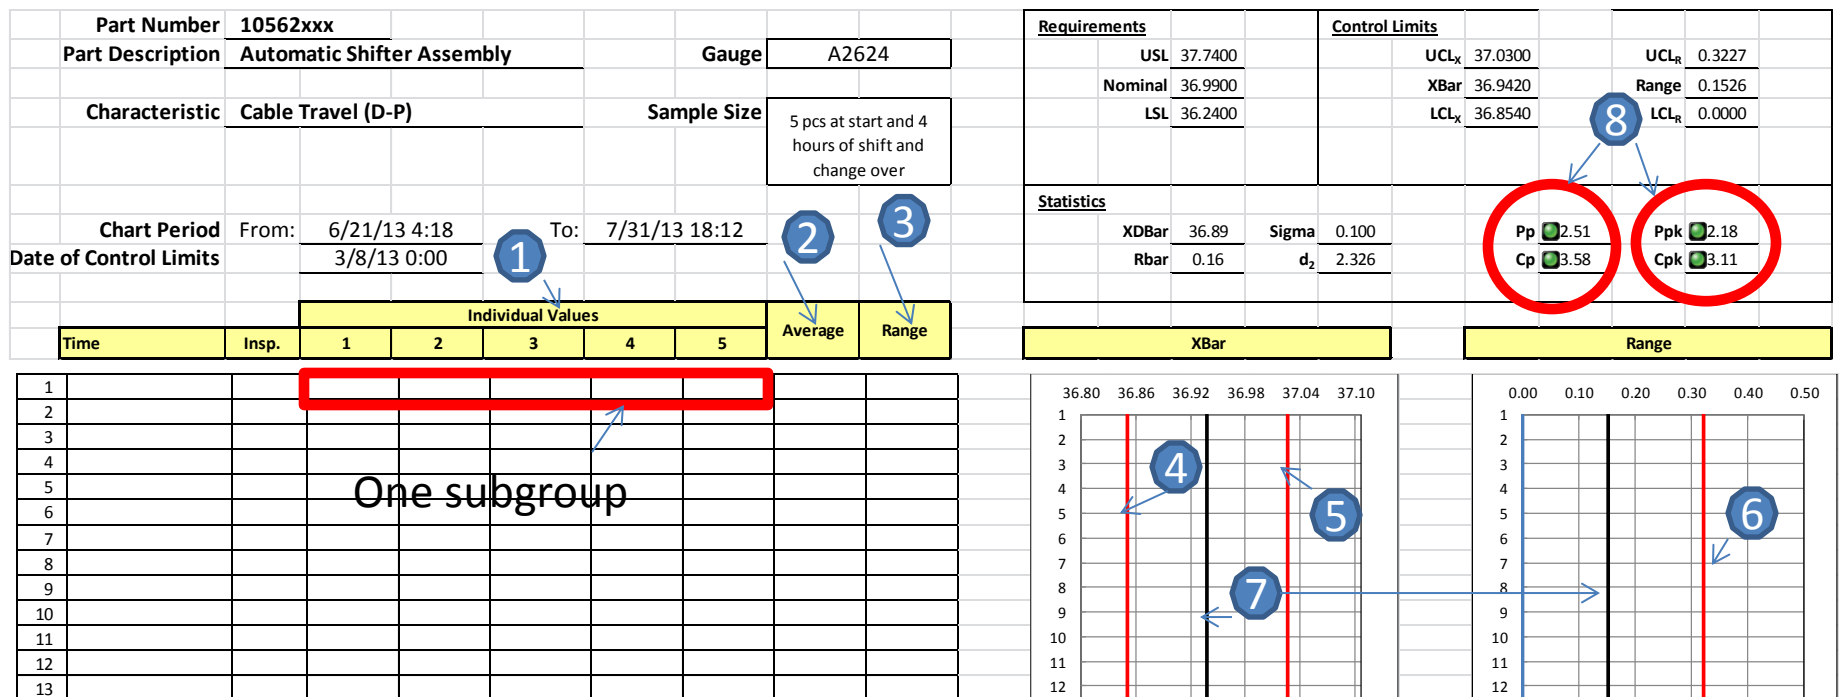 Part Number 10562xxx
Part Description Automatic Shifter Assembly Gauge A2624
Characteristic Cable Travel (D-P) Sample Size 5 pcs at start and 4
hours of shift and
change over
Chart Period From: 6/21/13 4:18 To: 7/31/13 18:12
Date of Control Limits 3/8/13 0:00
1
2
3
Individual Values
Average Range
Time Insp. 1 2 3 4 5
1
2
3
4
5
6
7
8
9
10
11
12
13
One subgroup
Requirements Control Limits
USL 37.7400 UCLX 37.0300 UCLR 0.3227
Nominal 36.9900 XBar 36.9420 Range 0.1526
LSL 36.2400 LCLX 36.8540 LCLR 0.0000
8
Statistics
XDBar 36.89 Sigma 0.100 Pp 2.51 Ppk 2.18
Rbar 0.16 d2 2.326 Cp 3.58 Cpk 3.11
XBar
36.80 36.86 36.92 36.98 37.04 37.10
1
2
3
4
5
6
7
8
9
10
11
12
4
5
7
Range
0.00 0.10 0.20 0.30 0.40 0.50
1
2
3
4
5
6
7
8
9
10
11
12
6